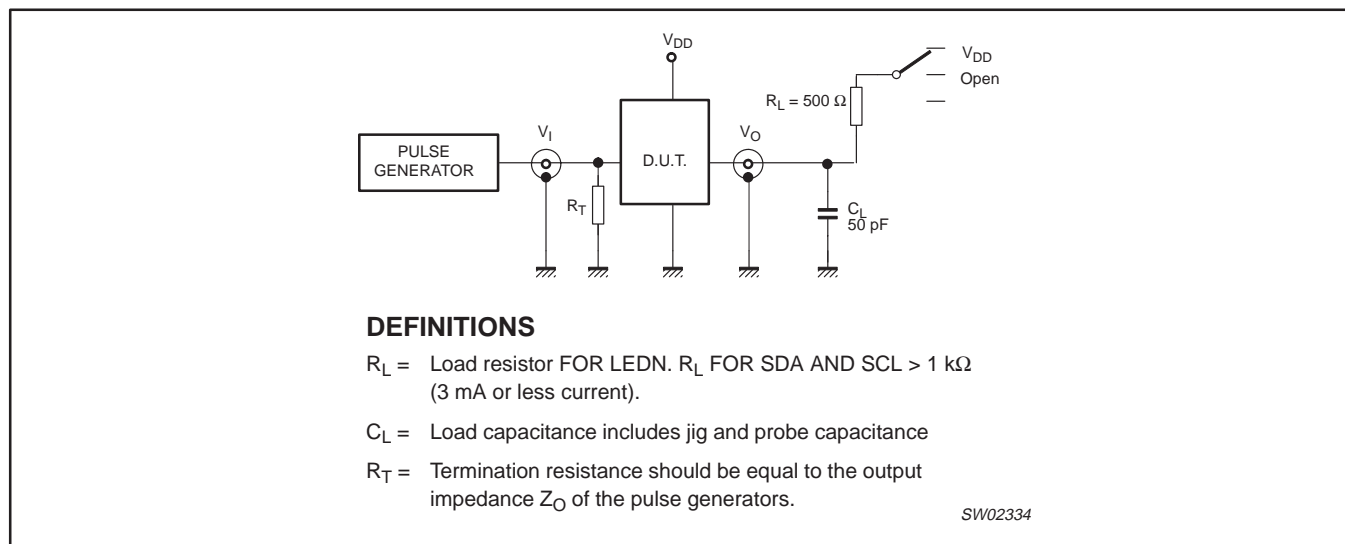 V_DD
V_DD
Open
R_L = 500 Ω
V_I
V_O
PULSE
GENERATOR
D.U.T.
R_T
C_L
50 pF
DEFINITIONS
R_L = Load resistor FOR LEDN. R_L FOR SDA AND SCL > 1 kΩ
(3 mA or less current).
C_L = Load capacitance includes jig and probe capacitance
R_T = Termination resistance should be equal to the output
impedance Z_O of the pulse generators.
SW02334